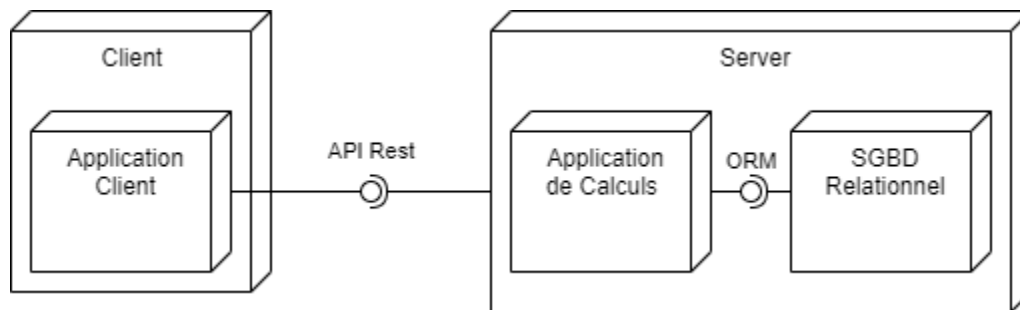 Client
Server
Application
Client
API Rest
Application
de Calculs
ORM
SGBD
Relationnel